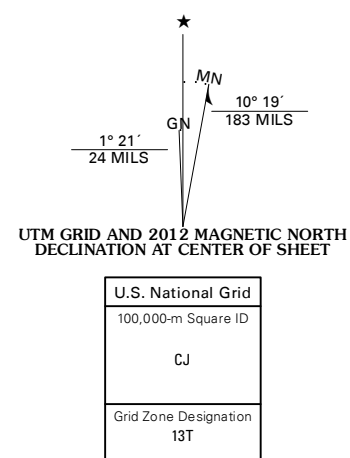 ★
MN
GN
10° 19´
183 MILS
1° 21´
24 MILS
UTM GRID AND 2012 MAGNETIC NORTH
DECLINATION AT CENTER OF SHEET
U.S. National Grid
100,000-m Square ID
CJ
Grid Zone Designation
13T